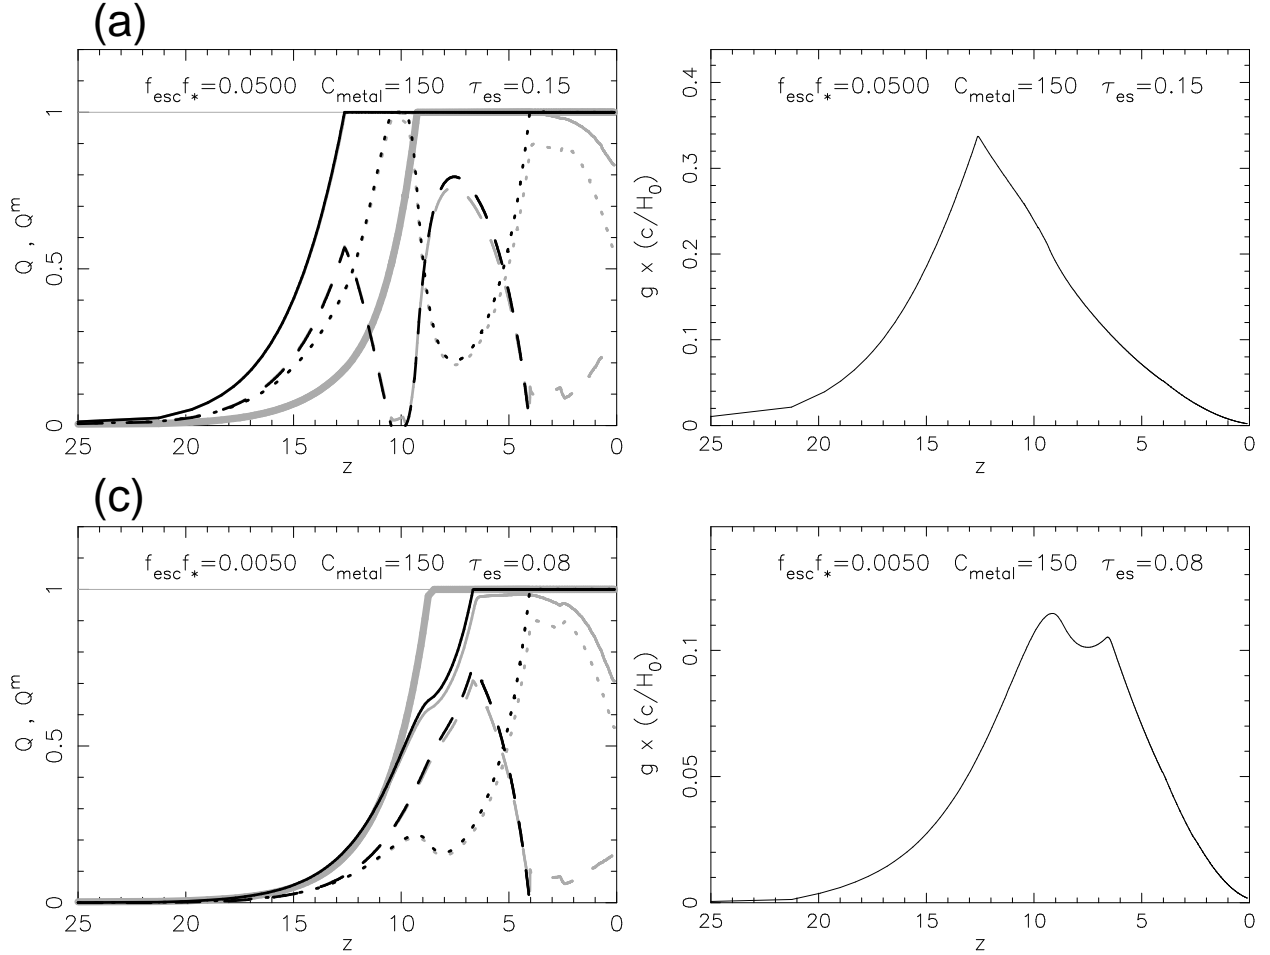 (a)
f_esc f_*=0.0500 C_metal=150 τ_es=0.15
1
0.5
0
Q , Q^m
25 20 15 10 5 0
z
f_esc f_*=0.0500 C_metal=150 τ_es=0.15
0.4
0.3
0.2
0.1
0
g x (c/H_0)
25 20 15 10 5 0
z
(c)
f_esc f_*=0.0050 C_metal=150 τ_es=0.08
1
0.5
0
Q , Q^m
25 20 15 10 5 0
z
f_esc f_*=0.0050 C_metal=150 τ_es=0.08
0.1
0.05
0
g x (c/H_0)
25 20 15 10 5 0
z